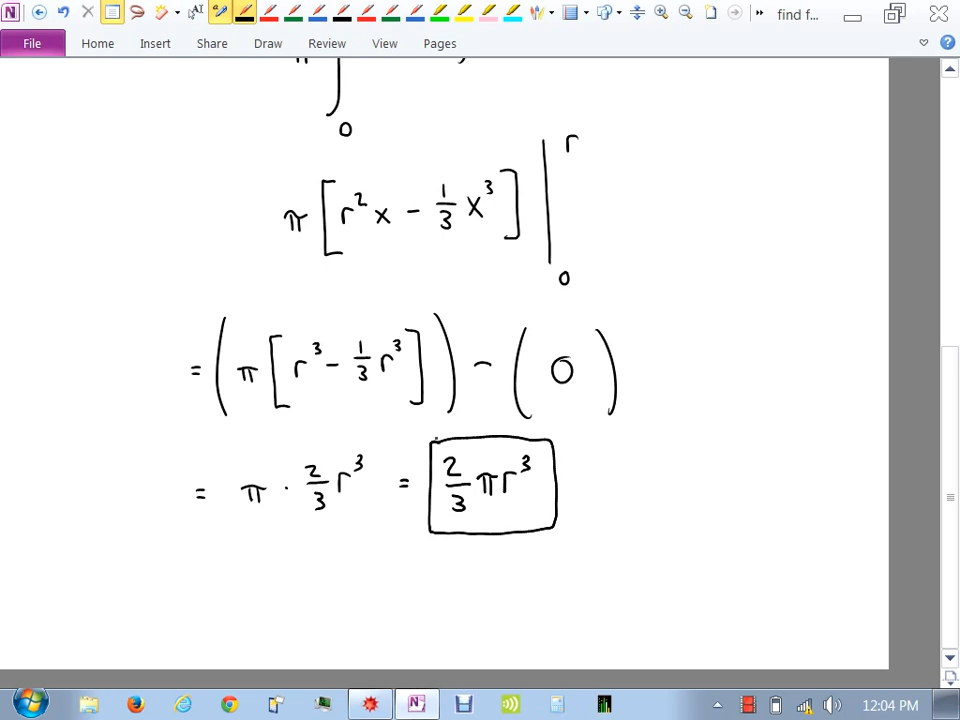 find f...
File Home Insert Share Draw Review View Pages
0
r
π [ r² x − 1/3 x³ ]
0
= ( π [ r³ − 1/3 r³ ] ) − ( 0 )
= π · 2/3 r³ = 2/3 π r³
12:04 PM